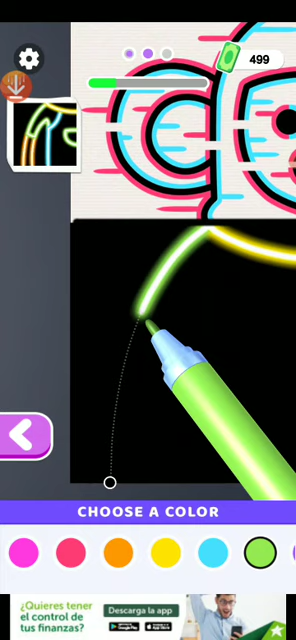 499
CHOOSE A COLOR
¿Quieres tener
el control de
tus finanzas?
Descarga la app